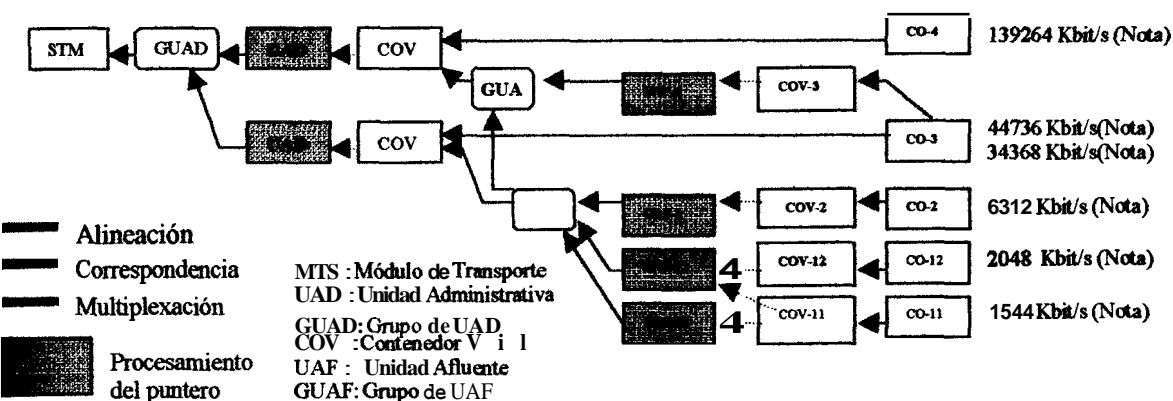 CO-4
139264 Kbit/s (Nota)
STM
GUAD
COV
GUA
COV-3
COV
CO-3
44736 Kbit/s(Nota)
34368 Kbit/s(Nota)
COV-2
CO-2
6312 Kbit/s (Nota)
4
COV-12
CO-12
2048 Kbit/s (Nota)
4
COV-11
CO-11
1544 Kbit/s (Nota)
Alineación
Correspondencia
Multiplexación
Procesamiento
del puntero
MTS : Módulo de Transporte
UAD : Unidad Administrativa
GUAD: Grupo de UAD
COV : Contenedor V i l
UAF : Unidad Afluente
GUAF: Grupo de UAF